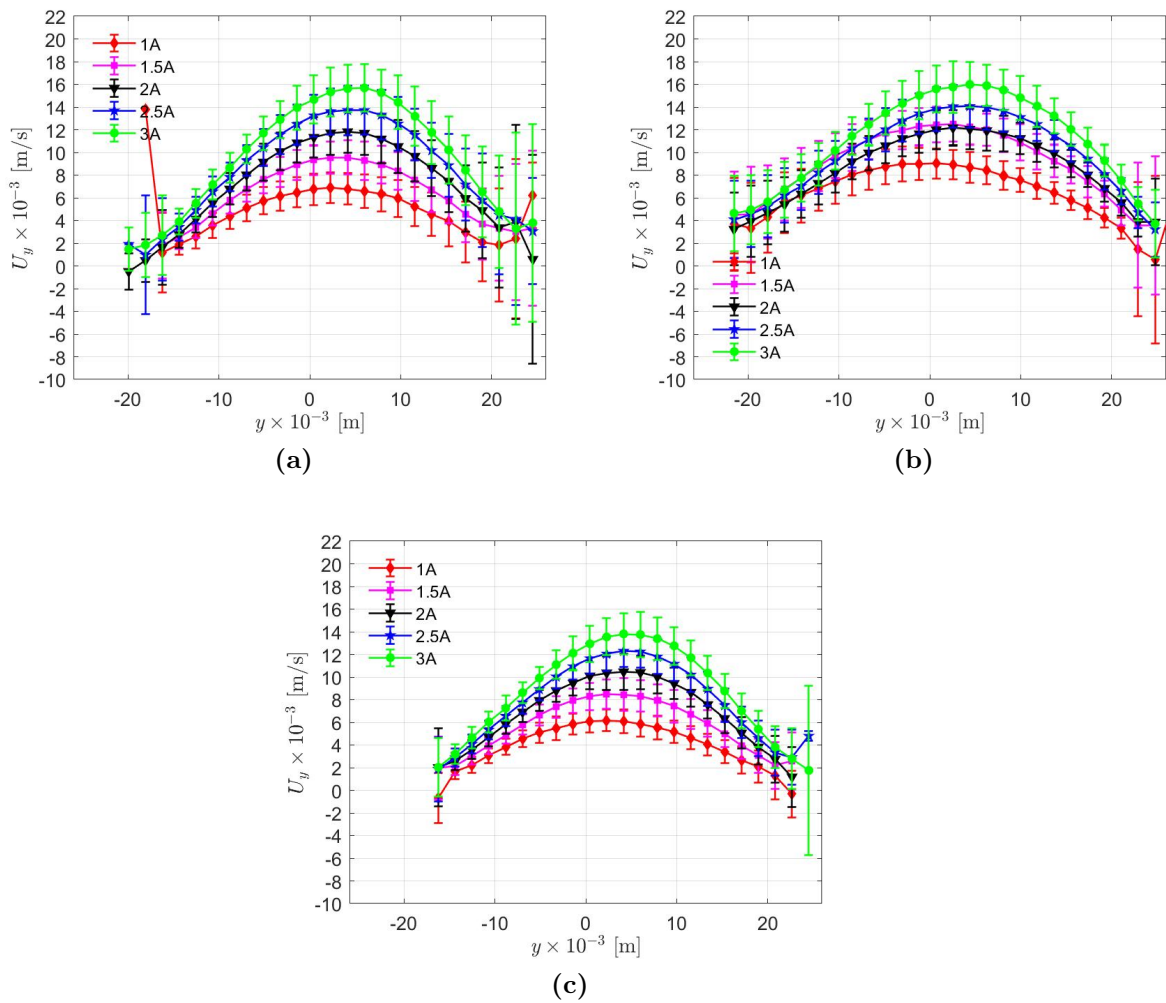 22
20
18
16
14
12
10
8
6
4
2
0
-2
-4
-6
-8
-10
U_y × 10^{-3} [m/s]
1A
1.5A
2A
2.5A
3A
-20 -10 0 10 20
y × 10^{-3} [m]
(a)
22
20
18
16
14
12
10
8
6
4
2
0
-2
-4
-6
-8
-10
U_y × 10^{-3} [m/s]
1A
1.5A
2A
2.5A
3A
-20 -10 0 10 20
y × 10^{-3} [m]
(b)
22
20
18
16
14
12
10
8
6
4
2
0
-2
-4
-6
-8
-10
U_y × 10^{-3} [m/s]
1A
1.5A
2A
2.5A
3A
-20 -10 0 10 20
y × 10^{-3} [m]
(c)